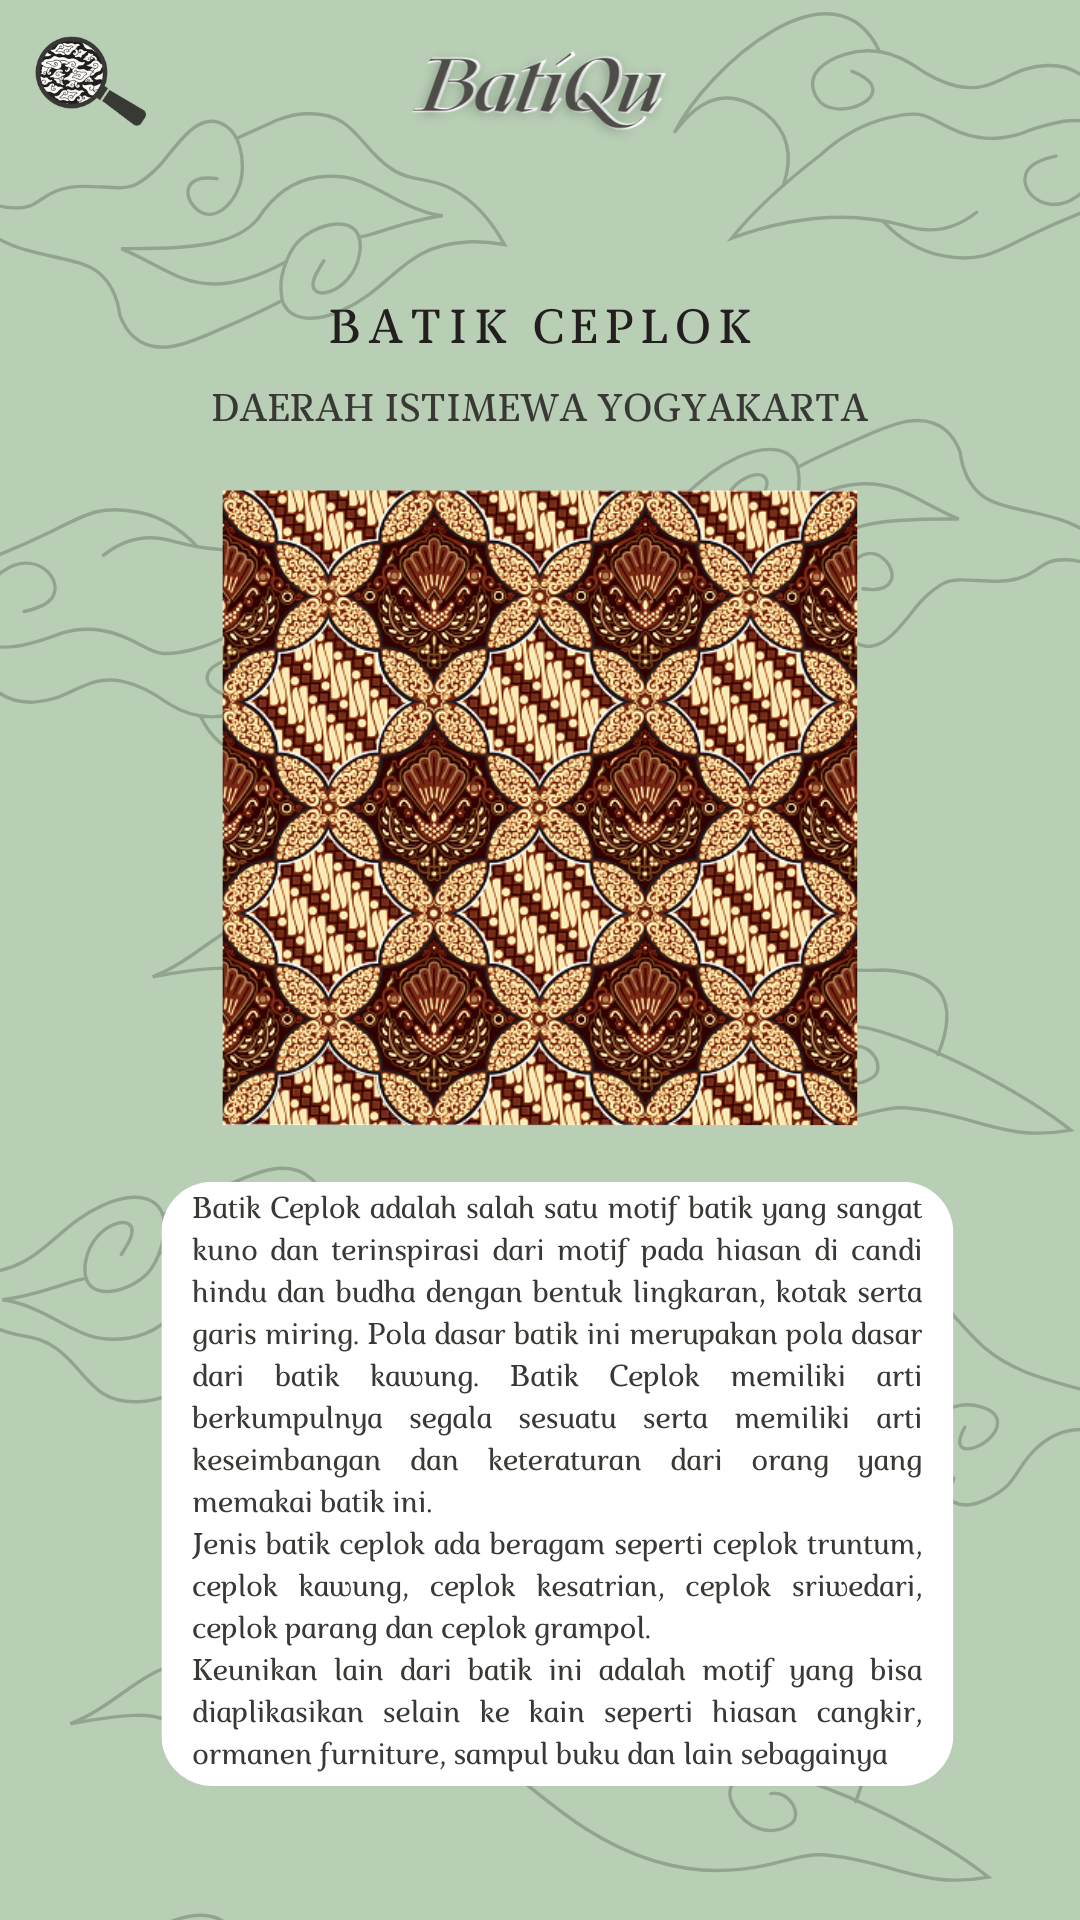 BatiQu
BATIK CEPLOK
DAERAH ISTIMEWA YOGYAKARTA
Batik Ceplok adalah salah satu motif batik yang sangat
kuno dan terinspirasi dari motif pada hiasan di candi
hindu dan budha dengan bentuk lingkaran, kotak serta
garis miring. Pola dasar batik ini merupakan pola dasar
dari batik kawung. Batik Ceplok memiliki arti
berkumpulnya segala sesuatu serta memiliki arti
keseimbangan dan keteraturan dari orang yang
memakai batik ini.
Jenis batik ceplok ada beragam seperti ceplok truntum,
ceplok kawung, ceplok kesatrian, ceplok sriwedari,
ceplok parang dan ceplok grampol.
Keunikan lain dari batik ini adalah motif yang bisa
diaplikasikan selain ke kain seperti hiasan cangkir,
ormanen furniture, sampul buku dan lain sebagainya